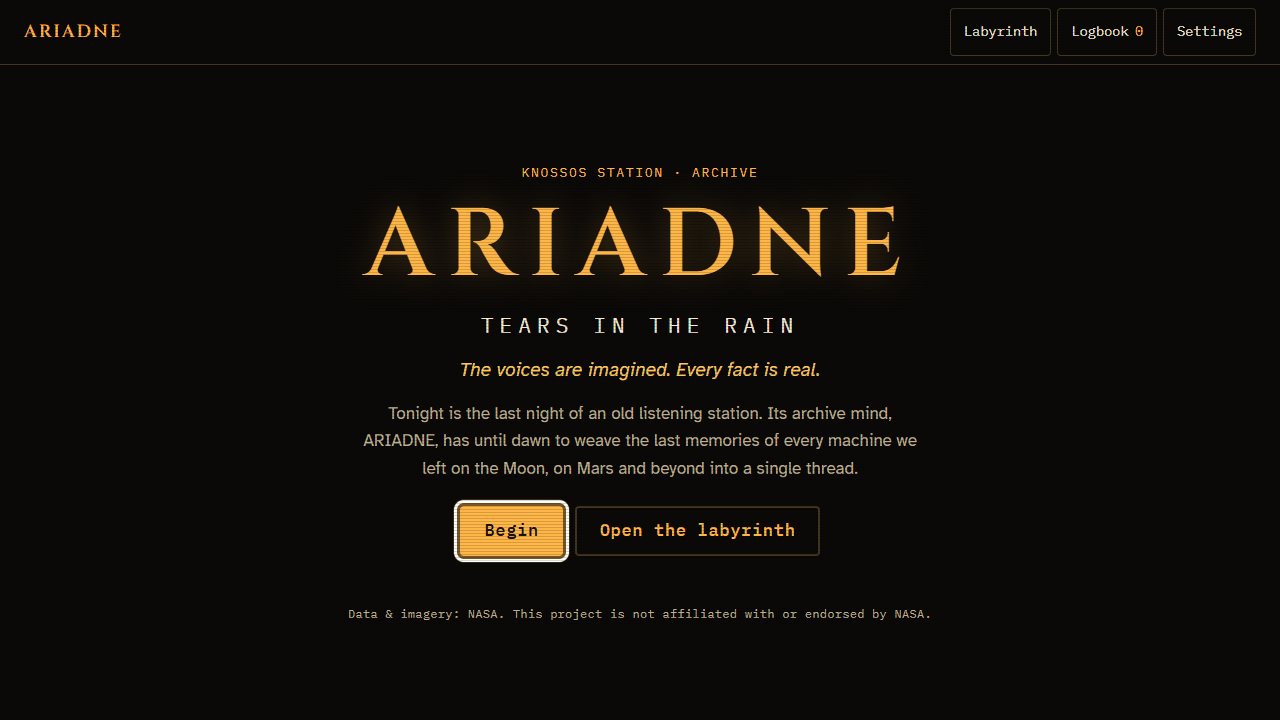 ARIADNE
Labyrinth
Logbook 0
Settings
KNOSSOS STATION · ARCHIVE
ARIADNE
TEARS IN THE RAIN
The voices are imagined. Every fact is real.
Tonight is the last night of an old listening station. Its archive mind,
ARIADNE, has until dawn to weave the last memories of every machine we
left on the Moon, on Mars and beyond into a single thread.
Begin
Open the labyrinth
Data & imagery: NASA. This project is not affiliated with or endorsed by NASA.